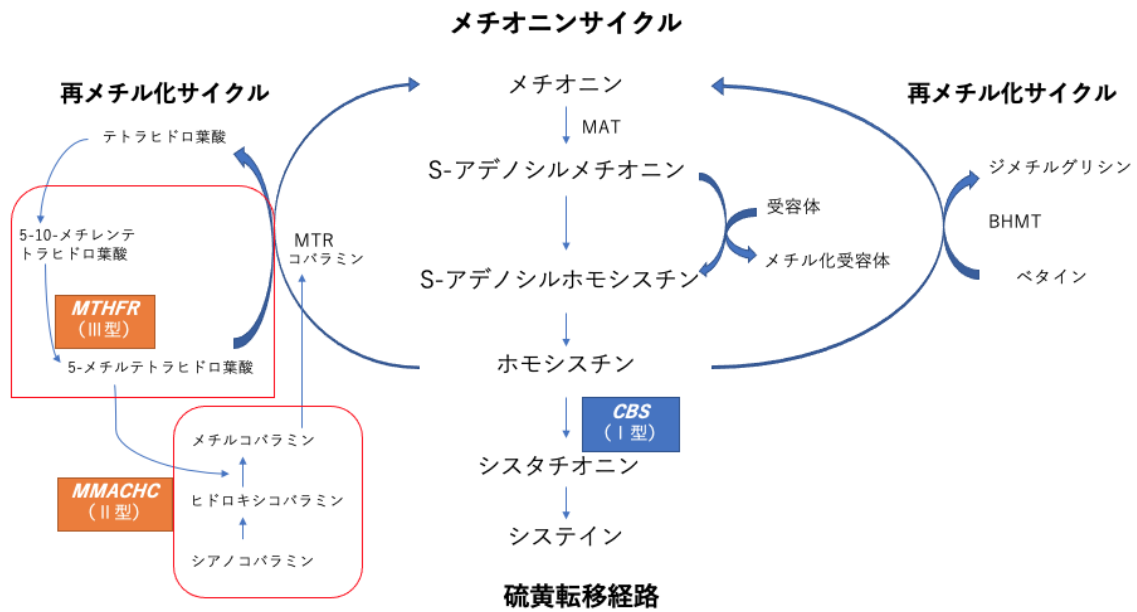 メチオニンサイクル
再メチル化サイクル
テトラヒドロ葉酸
5-10-メチレンテ
トラヒドロ葉酸
MTHFR
（Ⅲ型）
5-メチルテトラヒドロ葉酸
MTR
コバラミン
メチルコバラミン
MMACHC
（Ⅱ型）
ヒドロキシコバラミン
シアノコバラミン
メチオニン
MAT
S-アデノシルメチオニン
受容体
メチル化受容体
S-アデノシルホモシスチン
ホモシスチン
CBS
（Ⅰ型）
シスタチオニン
システイン
硫黄転移経路
再メチル化サイクル
ジメチルグリシン
BHMT
ベタイン